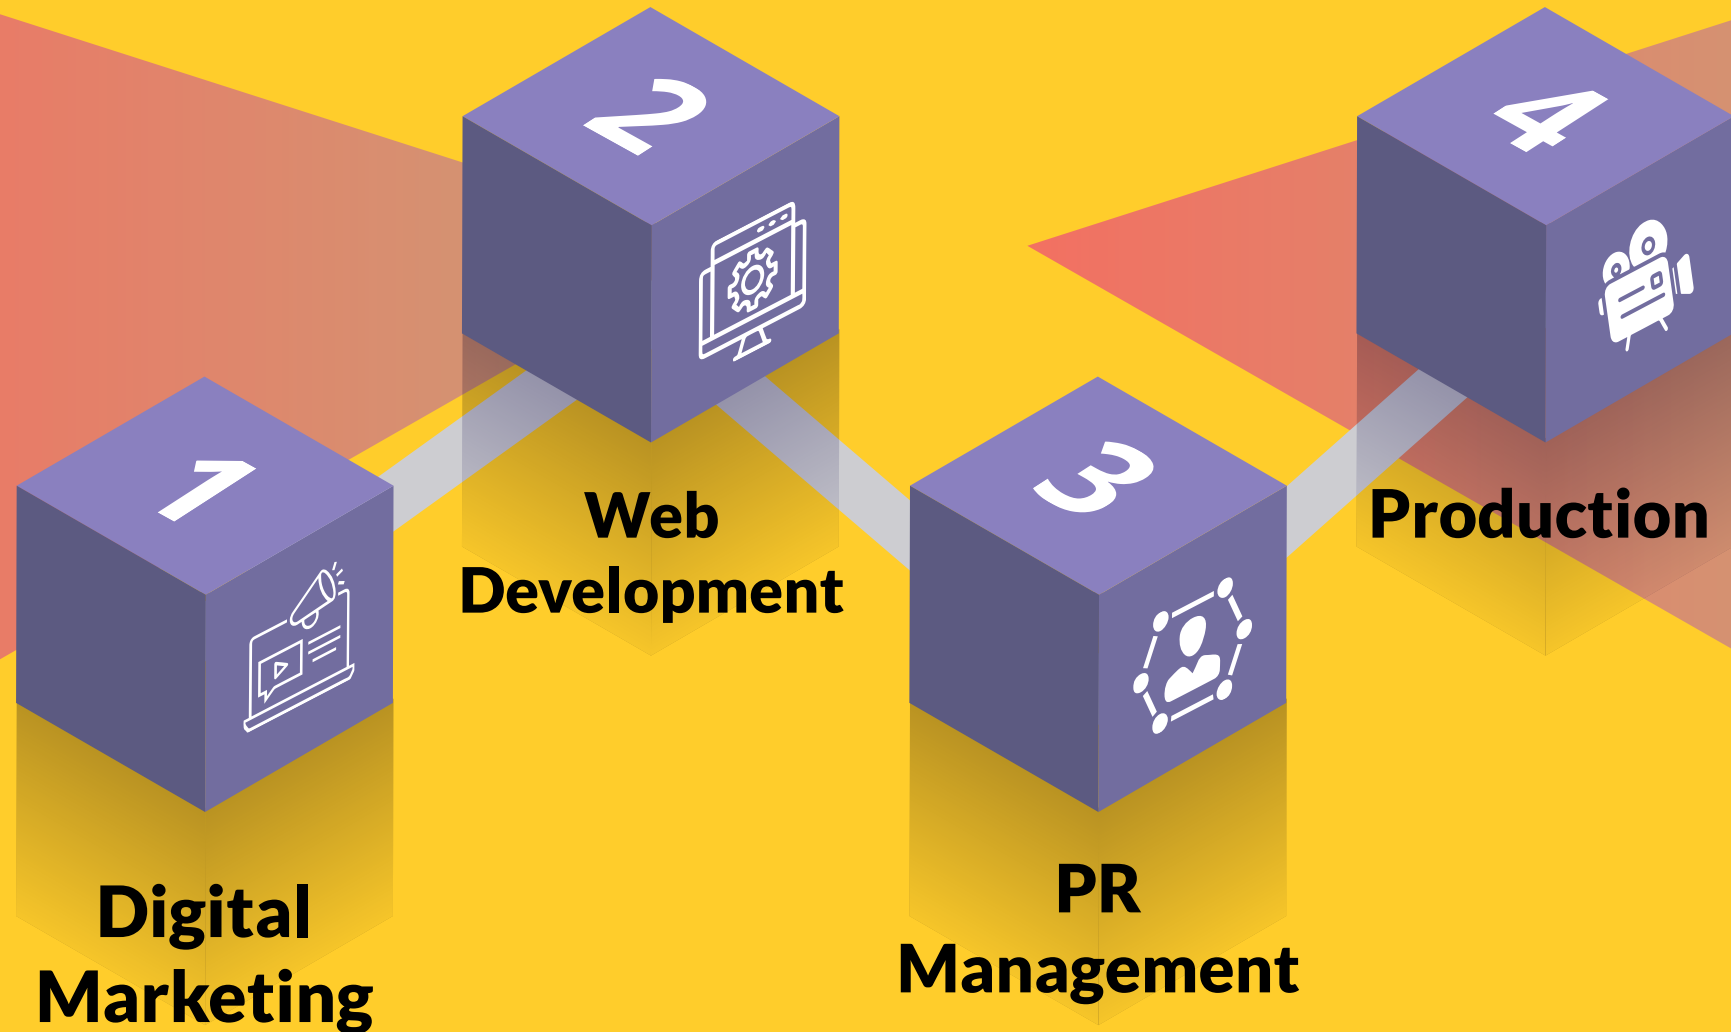 1
Digital
Marketing
2
Web
Development
3
PR
Management
4
Production